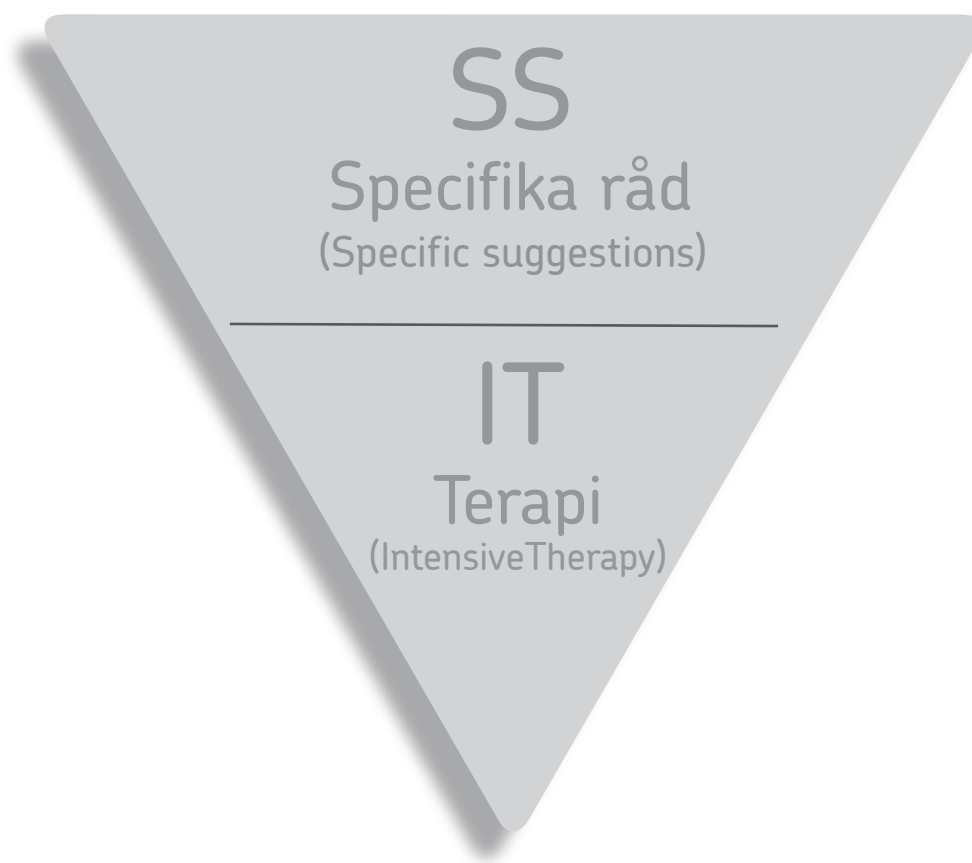 SS
Specifika råd
(Specific suggestions)
IT
Terapi
(IntensiveTherapy)